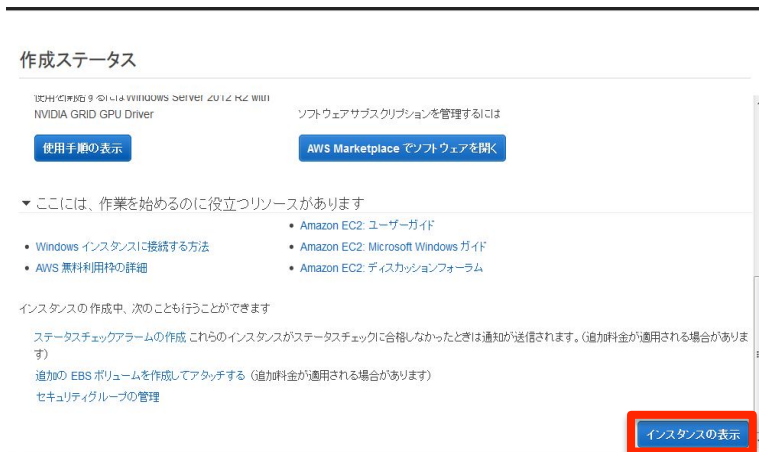 作成ステータス
使用を開始するには Windows Server 2012 R2 with
NVIDIA GRID GPU Driver
ソフトウェアサブスクリプションを管理するには
使用手順の表示
AWS Marketplace でソフトウェアを開く
ここには、作業を始めるのに役立つリソースがあります
• Amazon EC2: ユーザーガイド
• Windows インスタンスに接続する方法
• Amazon EC2: Microsoft Windows ガイド
• AWS 無料利用枠の詳細
• Amazon EC2: ディスカッションフォーラム
インスタンスの作成中、次のことも行うことができます
ステータスチェックアラームの作成 これらのインスタンスがステータスチェックに合格しなかったときは通知が送信されます。(追加料金が適用される場合がありま
す)
追加の EBS ボリュームを作成してアタッチする (追加料金が適用される場合があります)
セキュリティグループの管理
インスタンスの表示